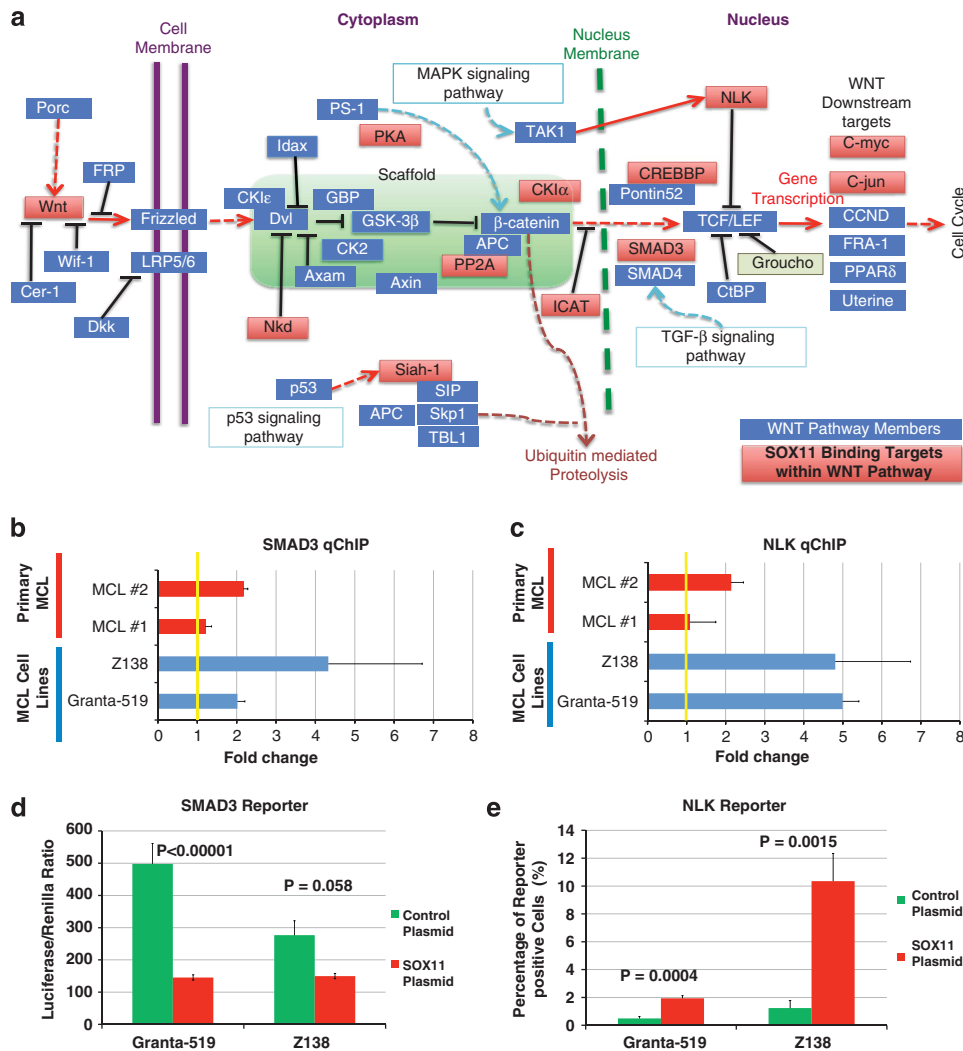 a
Cytoplasm
Nucleus
Cell
Membrane
Nucleus
Membrane
MAPK signaling
pathway
WNT
Downstream
targets
Porc
PS-1
PKA
TAK1
NLK
C-myc
FRP
Idax
Scaffold
CREBBP
Pontin52
C-jun
Gene
Transcription
Wnt
CKIε
GBP
CKIα
Frizzled
Dvl
GSK-3β
β-catenin
TCF/LEF
CCND
Cell Cycle
Wif-1
LRP5/6
CK2
APC
SMAD3
FRA-1
Cer-1
Axam
Axin
PP2A
SMAD4
Groucho
PPARδ
Dkk
Nkd
ICAT
CtBP
Uterine
TGF-β signaling
pathway
p53
Siah-1
SIP
p53 signaling
pathway
APC
Skp1
TBL1
Ubiquitin mediated
Proteolysis
WNT Pathway Members
SOX11 Binding Targets
within WNT Pathway
b
SMAD3 qChIP
Primary
MCL
MCL #2
MCL #1
MCL Cell
Lines
Z138
Granta-519
0 1 2 3 4 5 6 7 8
Fold change
c
NLK qChIP
Primary
MCL
MCL #2
MCL #1
MCL Cell
Lines
Z138
Granta-519
0 1 2 3 4 5 6 7 8
Fold change
d
SMAD3 Reporter
Luciferase/Renilla Ratio
600
500
400
300
200
100
0
P<0.00001
P = 0.058
Control
Plasmid
SOX11
Plasmid
Granta-519 Z138
e
NLK Reporter
Percentage of Reporter
positive Cells (%)
14
12
10
8
6
4
2
0
P = 0.0015
P = 0.0004
Control
Plasmid
SOX11
Plasmid
Granta-519 Z138